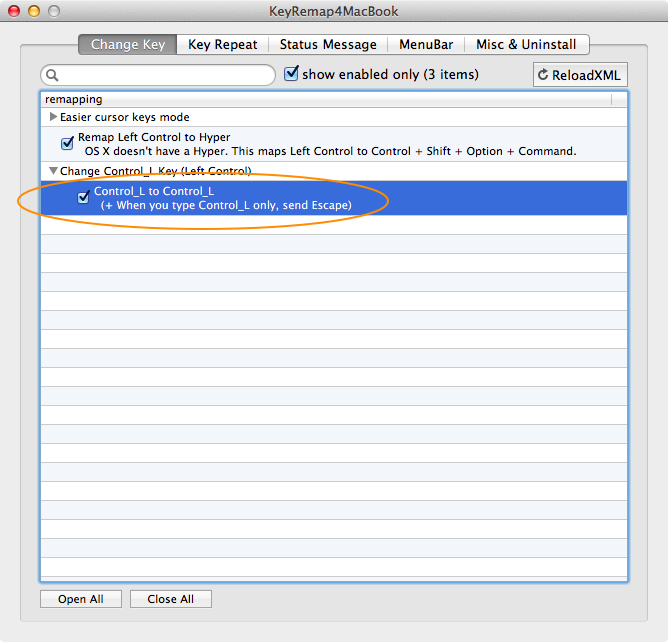 KeyRemap4MacBook
Change Key Key Repeat Status Message MenuBar Misc & Uninstall
show enabled only (3 items) ReloadXML
remapping
Easier cursor keys mode
Remap Left Control to Hyper
OS X doesn't have a Hyper. This maps Left Control to Control + Shift + Option + Command.
Change Control_L Key (Left Control)
Control_L to Control_L
(+ When you type Control_L only, send Escape)
Open All Close All